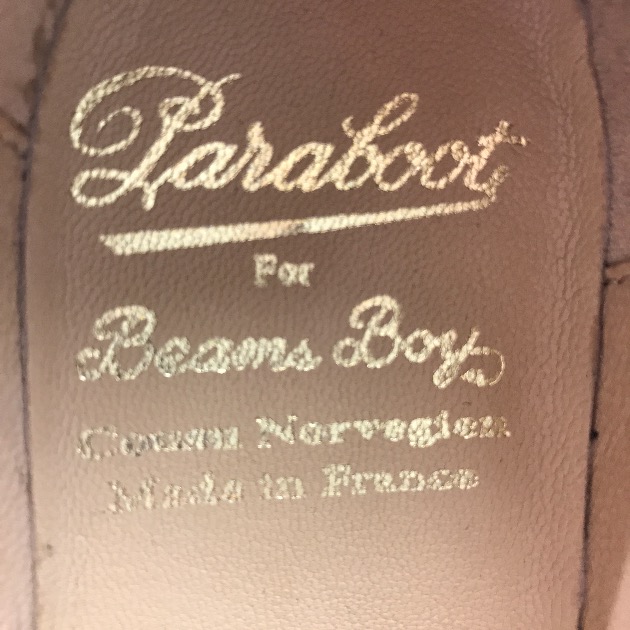 Paraboot
For
Beams Boy
Cousu Norvegien
Made in France